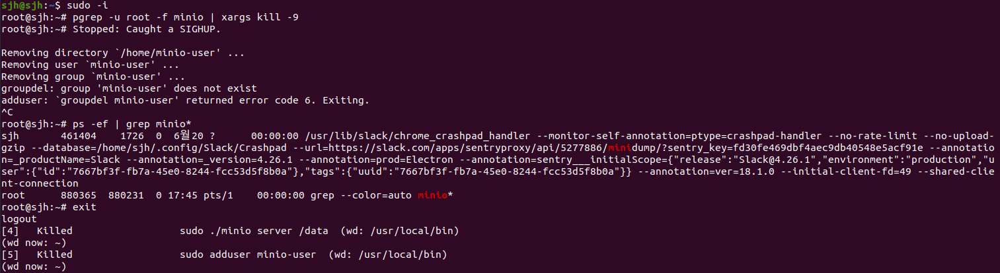 sjh@sjh:~$ sudo -i
root@sjh:~# pgrep -u root -f minio | xargs kill -9
root@sjh:~# Stopped: Caught a SIGHUP.
Removing directory `/home/minio-user' ...
Removing user `minio-user' ...
Removing group `minio-user' ...
groupdel: group 'minio-user' does not exist
adduser: `groupdel minio-user' returned error code 6. Exiting.
^C
root@sjh:~# ps -ef | grep minio*
sjh       461404    1726  0  6월20 ?      00:00:00 /usr/lib/slack/chrome_crashpad_handler --monitor-self-annotation=ptype=crashpad-handler --no-rate-limit --no-upload-
gzip --database=/home/sjh/.config/Slack/Crashpad --url=https://slack.com/apps/sentryproxy/api/5277886/minidump/?sentry_key=fd30fe469dbf4aec9db40548e5acf91e --annotatio
n=_productName=Slack --annotation=_version=4.26.1 --annotation=prod=Electron --annotation=sentry___initialScope={"release":"Slack@4.26.1","environment":"production","u
ser":{"id":"7667bf3f-fb7a-45e0-8244-fcc53d5f8b0a"},"tags":{"uuid":"7667bf3f-fb7a-45e0-8244-fcc53d5f8b0a"}} --annotation=ver=18.1.0 --initial-client-fd=49 --shared-clie
nt-connection
root      880365  880231  0 17:45 pts/1    00:00:00 grep --color=auto minio*
root@sjh:~# exit
logout
[4]   Killed                  sudo ./minio server /data  (wd: /usr/local/bin)
(wd now: ~)
[5]   Killed                  sudo adduser minio-user  (wd: /usr/local/bin)
(wd now: ~)